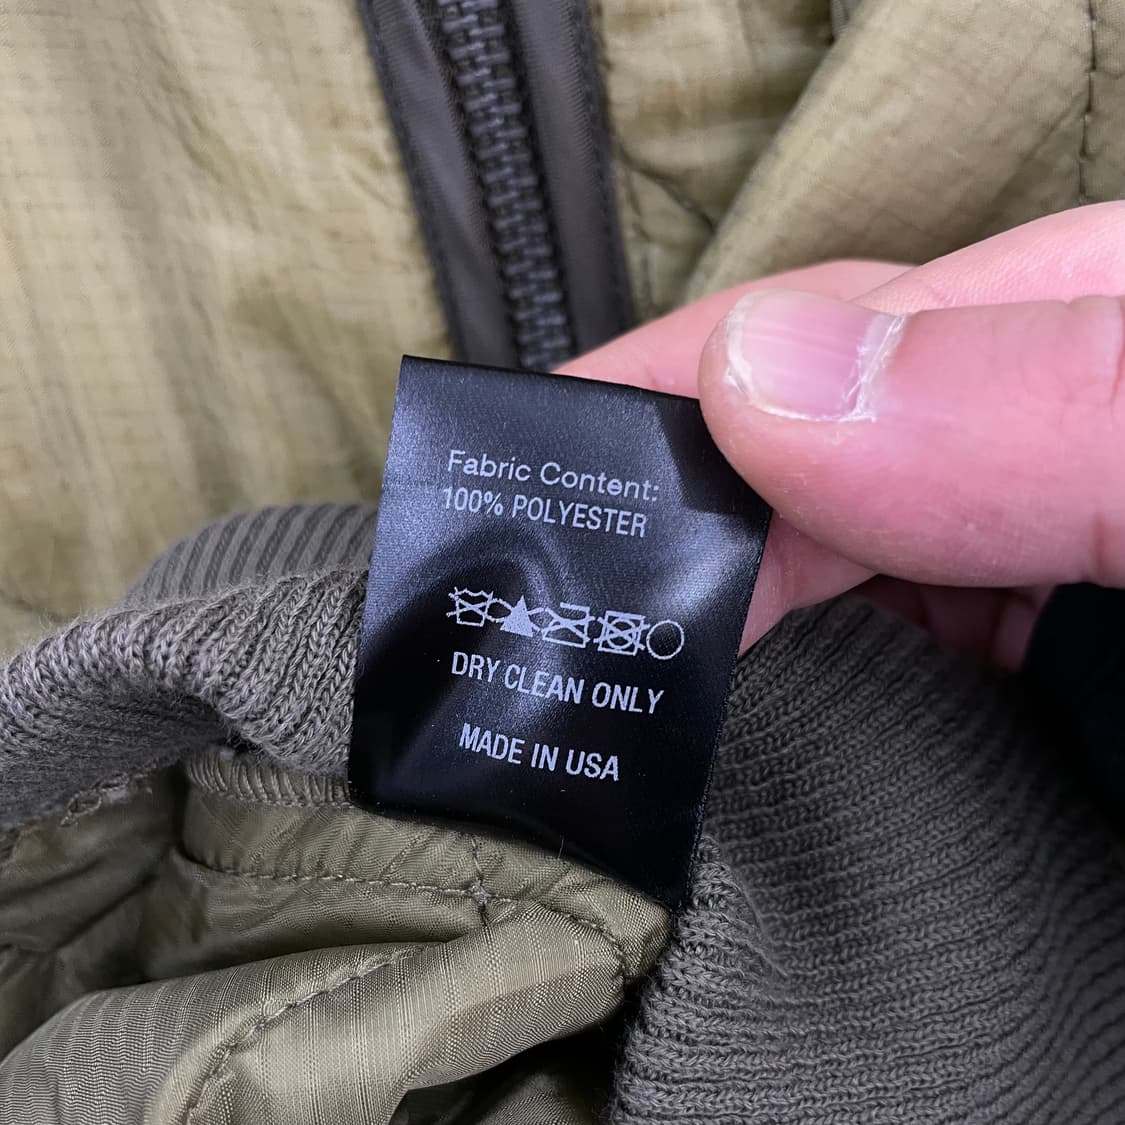 Fabric Content:
100% POLYESTER
DRY CLEAN ONLY
MADE IN USA